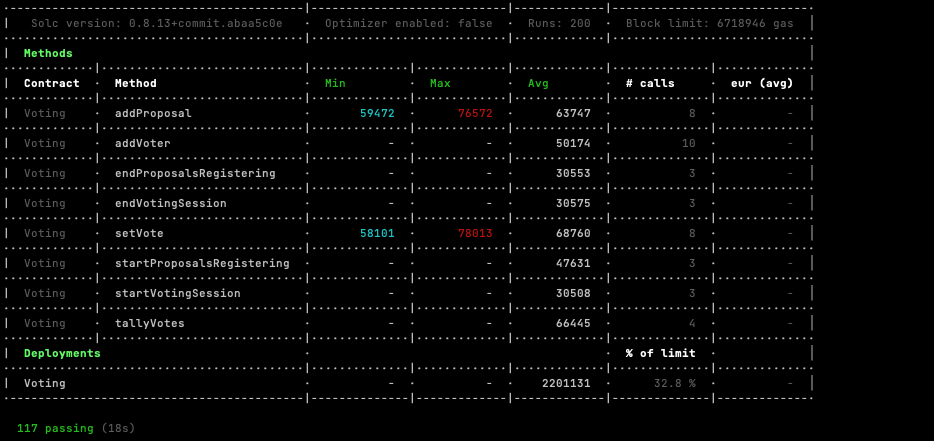 Solc version: 0.8.13+commit.abaa5c0e · Optimizer enabled: false · Runs: 200 · Block limit: 6718946 gas
Methods
Contract · Method · Min · Max · Avg · # calls · eur (avg)
Voting · addProposal · 59472 · 76572 · 63747 · 8 · -
Voting · addVoter · - · - · 50174 · 10 · -
Voting · endProposalsRegistering · - · - · 30553 · 3 · -
Voting · endVotingSession · - · - · 30575 · 3 · -
Voting · setVote · 58101 · 78013 · 68760 · 8 · -
Voting · startProposalsRegistering · - · - · 47631 · 3 · -
Voting · startVotingSession · - · - · 30508 · 3 · -
Voting · tallyVotes · - · - · 66445 · 4 · -
Deployments · · % of limit ·
Voting · - · - · 2201131 · 32.8 % · -
117 passing (18s)